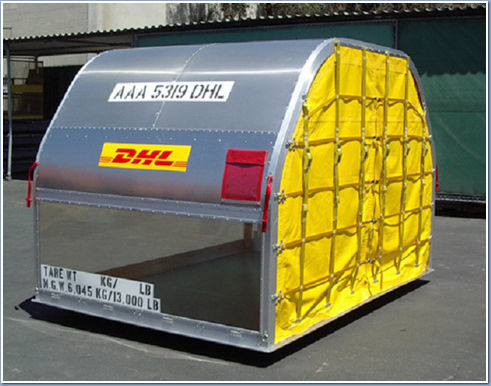 AAA 5319 DHL
DHL
TARE WT KG/ LB
M.G.W. 6,045 KG/13,000 LB